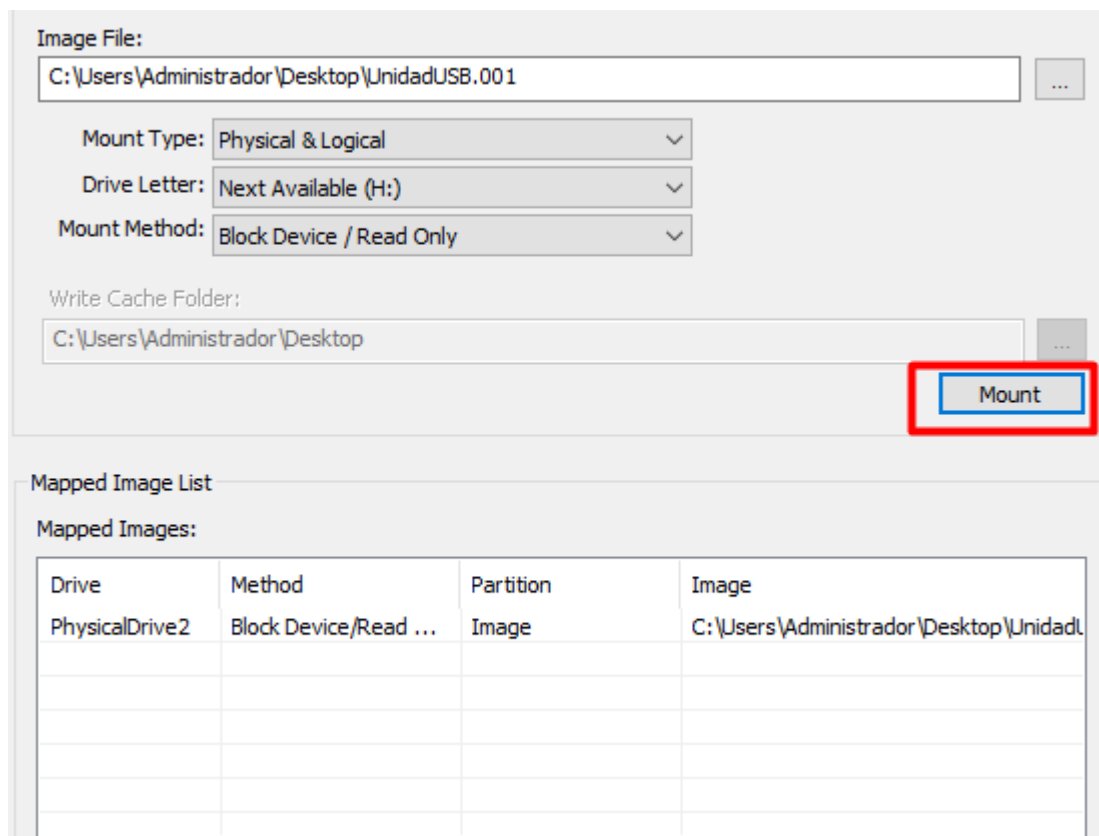 Image File:
C:\Users\Administrador\Desktop\UnidadUSB.001
...
Mount Type: Physical & Logical
Drive Letter: Next Available (H:)
Mount Method: Block Device / Read Only
Write Cache Folder:
C:\Users\Administrador\Desktop
...
Mount
Mapped Image List
Mapped Images:
Drive Method Partition Image
PhysicalDrive2 Block Device/Read ... Image C:\Users\Administrador\Desktop\Unidad